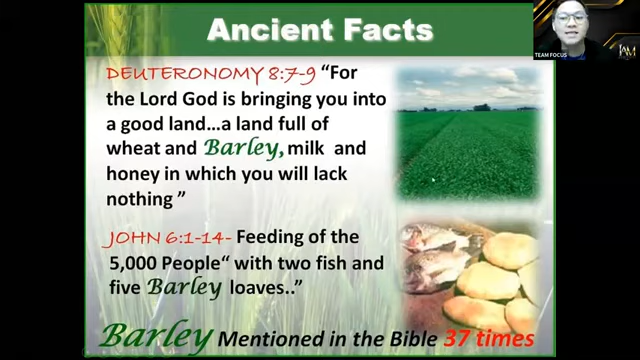 Ancient Facts
DEUTERONOMY 8:7-9 “For
the Lord God is bringing you into
a good land...a land full of
wheat and Barley, milk and
honey in which you will lack
nothing ”
JOHN 6:1-14- Feeding of the
5,000 People“ with two fish and
five Barley loaves..”
Barley Mentioned in the Bible 37 times
TEAM FOCUS